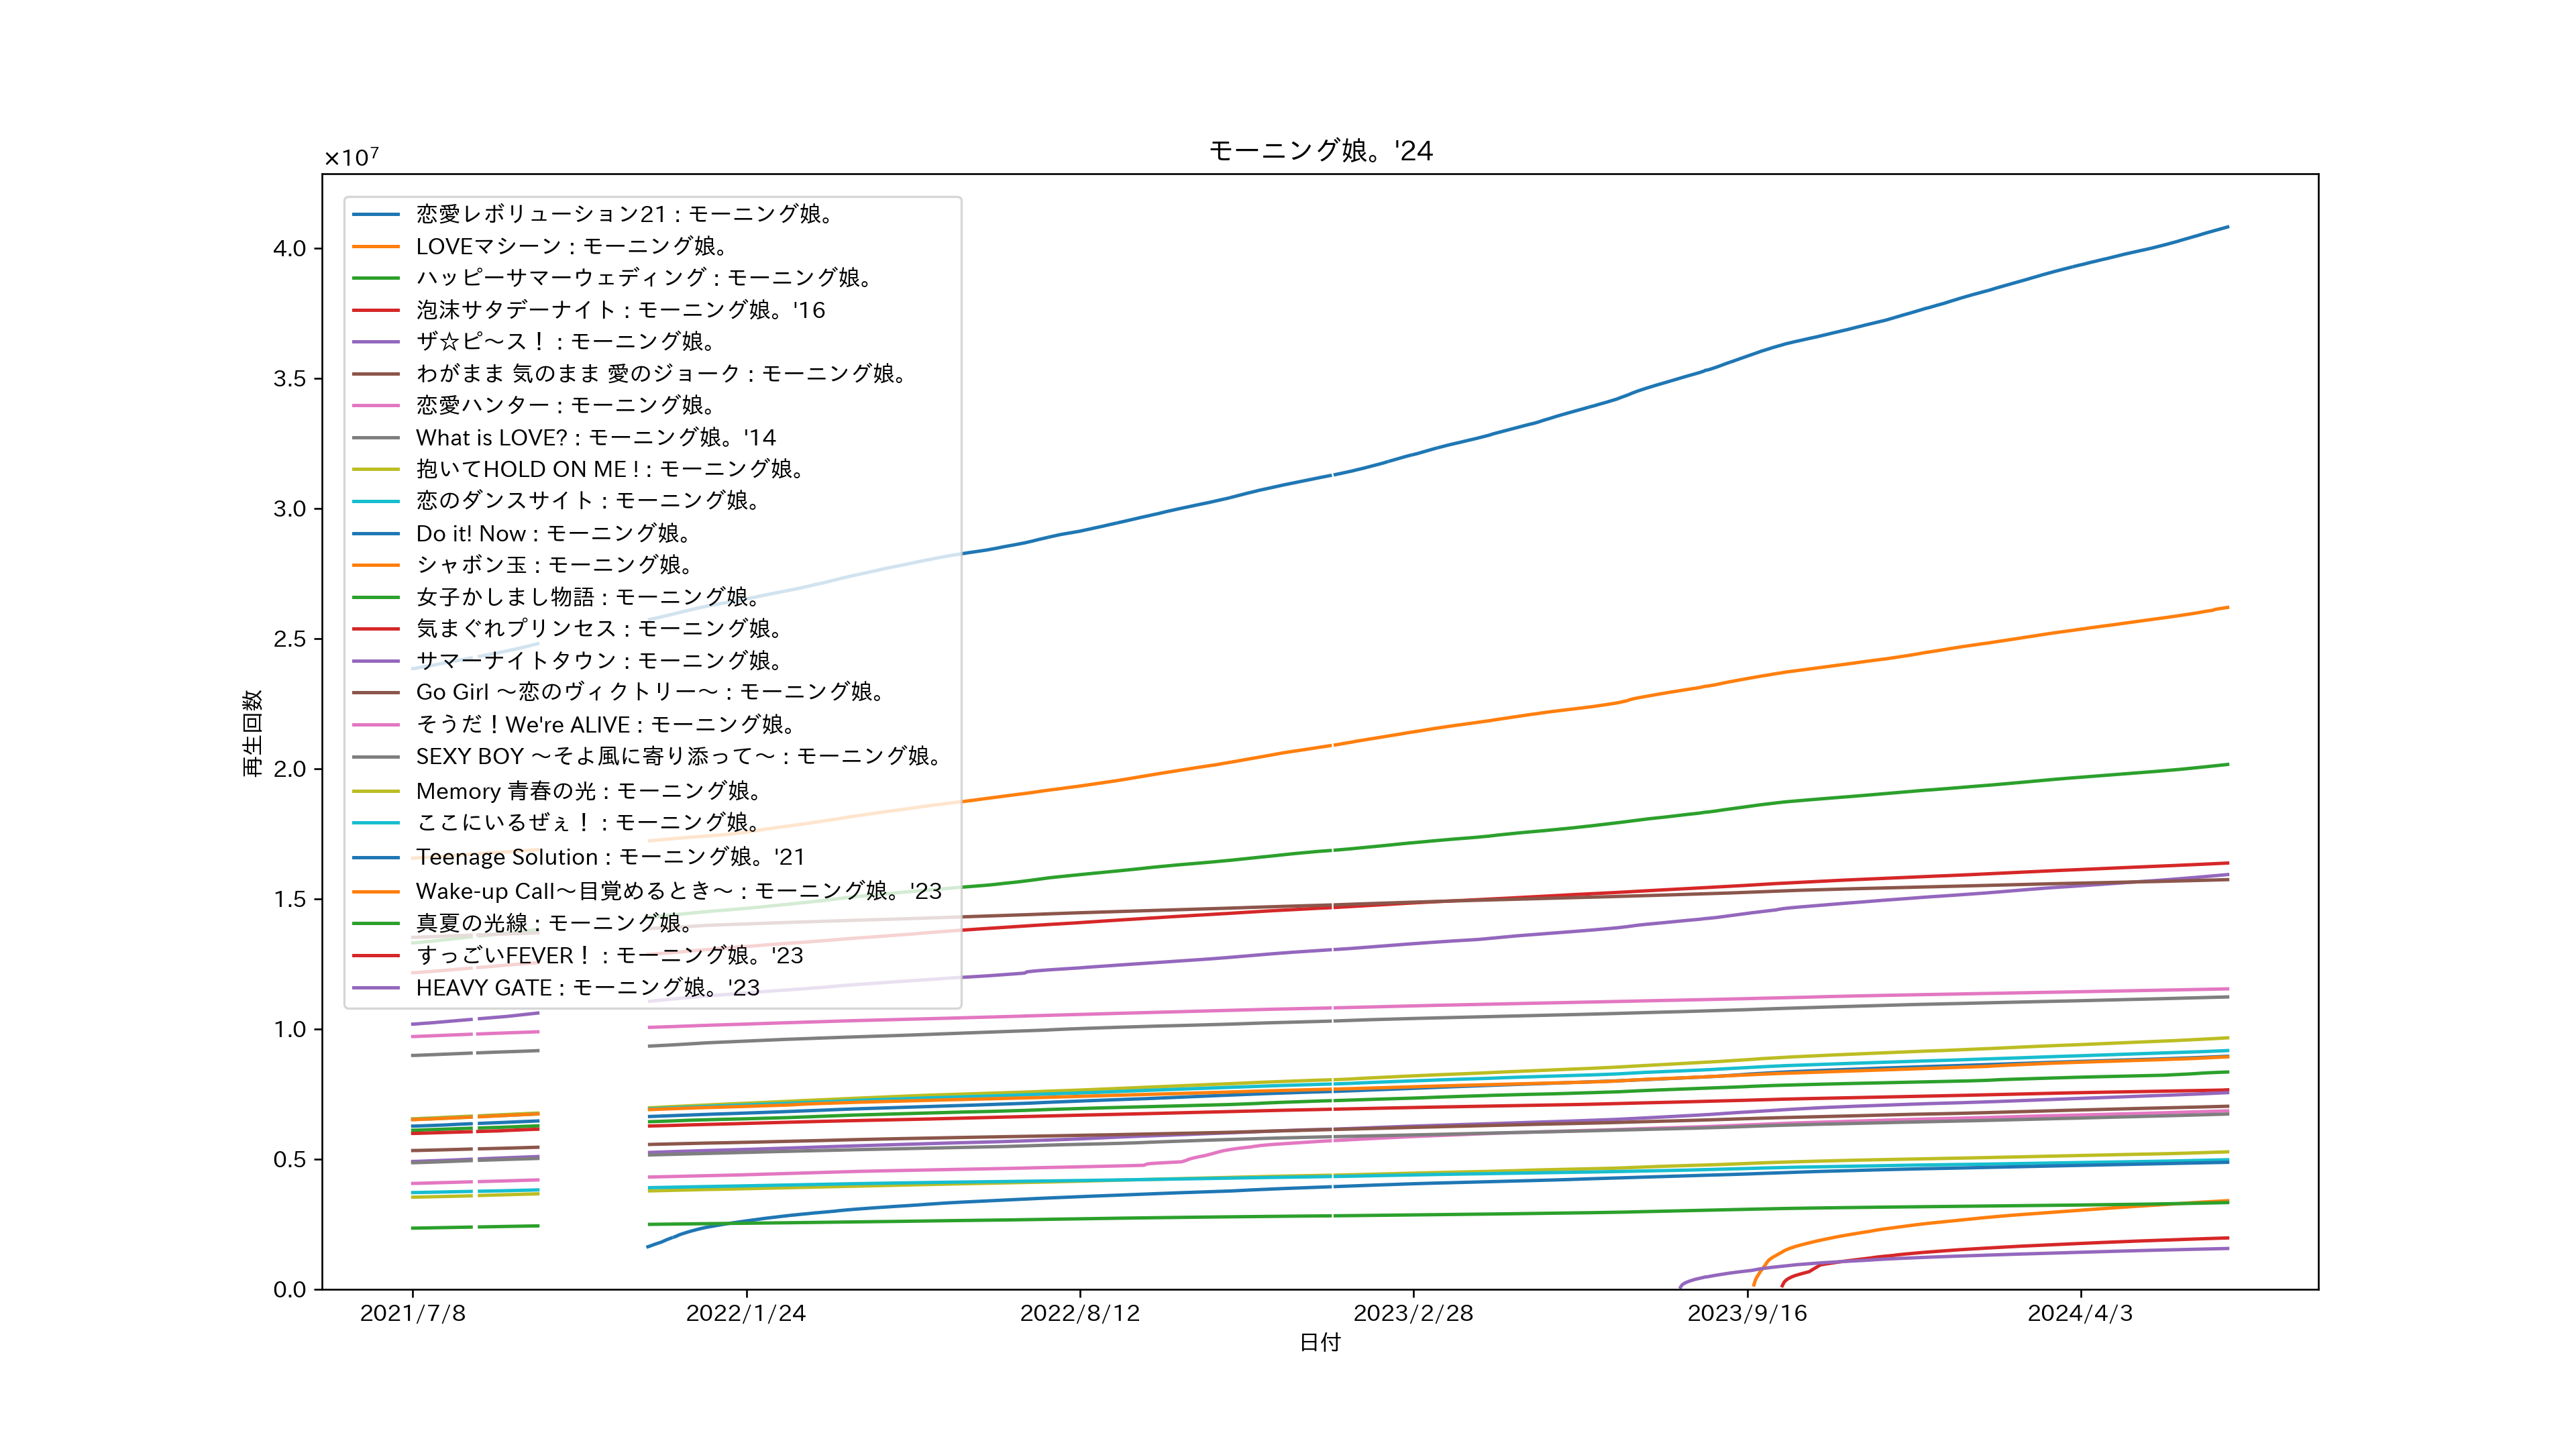 モーニング娘。'24
×10⁷
4.0
3.5
3.0
2.5
2.0
1.5
1.0
0.5
0.0
再生回数
恋愛レボリューション21 : モーニング娘。
LOVEマシーン : モーニング娘。
ハッピーサマーウェディング : モーニング娘。
泡沫サタデーナイト : モーニング娘。'16
ザ☆ピ〜ス！ : モーニング娘。
わがまま 気のまま 愛のジョーク : モーニング娘。
恋愛ハンター : モーニング娘。
What is LOVE? : モーニング娘。'14
抱いてHOLD ON ME ! : モーニング娘。
恋のダンスサイト : モーニング娘。
Do it! Now : モーニング娘。
シャボン玉 : モーニング娘。
女子かしまし物語 : モーニング娘。
気まぐれプリンセス : モーニング娘。
サマーナイトタウン : モーニング娘。
Go Girl 〜恋のヴィクトリー〜 : モーニング娘。
そうだ！We're ALIVE : モーニング娘。
SEXY BOY 〜そよ風に寄り添って〜 : モーニング娘。
Memory 青春の光 : モーニング娘。
ここにいるぜぇ！ : モーニング娘。
Teenage Solution : モーニング娘。'21
Wake-up Call〜目覚めるとき〜 : モーニング娘。'23
真夏の光線 : モーニング娘。
すっごいFEVER！ : モーニング娘。'23
HEAVY GATE : モーニング娘。'23
2021/7/8
2022/1/24
2022/8/12
2023/2/28
2023/9/16
2024/4/3
日付